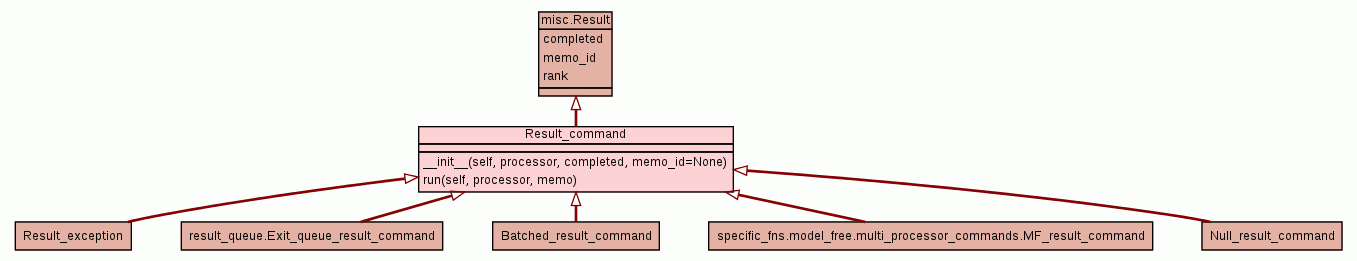 misc.Result
completed
memo_id
rank
Result_command
__init__(self, processor, completed, memo_id=None)
run(self, processor, memo)
Result_exception
result_queue.Exit_queue_result_command
Batched_result_command
specific_fns.model_free.multi_processor_commands.MF_result_command
Null_result_command